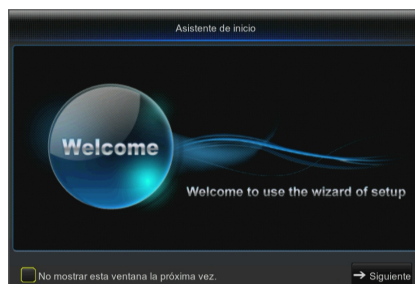 Asistente de inicio
Welcome
Welcome to use the wizard of setup
No mostrar esta ventana la próxima vez.
➔ Siguiente